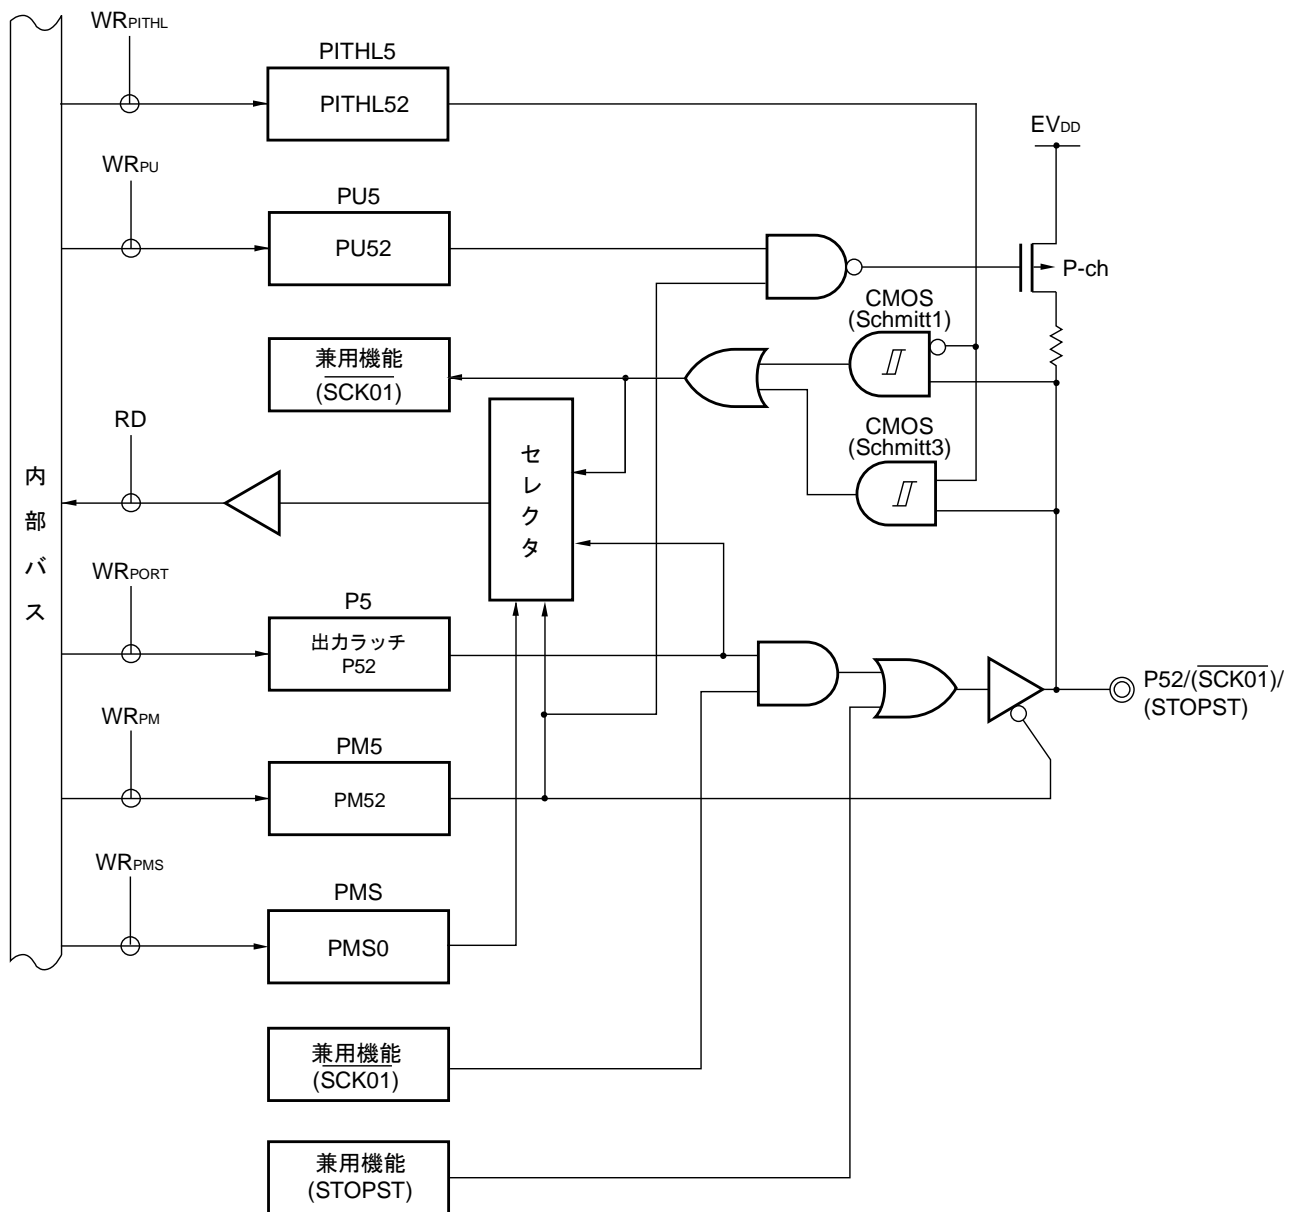 WRPITHL
PITHL5
PITHL52
EVDD
WRPU
PU5
PU52
P-ch
CMOS
(Schmitt1)
兼用機能
(SCK01)
RD
CMOS
(Schmitt3)
セレクタ
内部バス
WRPORT
P5
出力ラッチ
P52
P52/(SCK01)/
(STOPST)
WRPM
PM5
PM52
WRPMS
PMS
PMS0
兼用機能
(SCK01)
兼用機能
(STOPST)